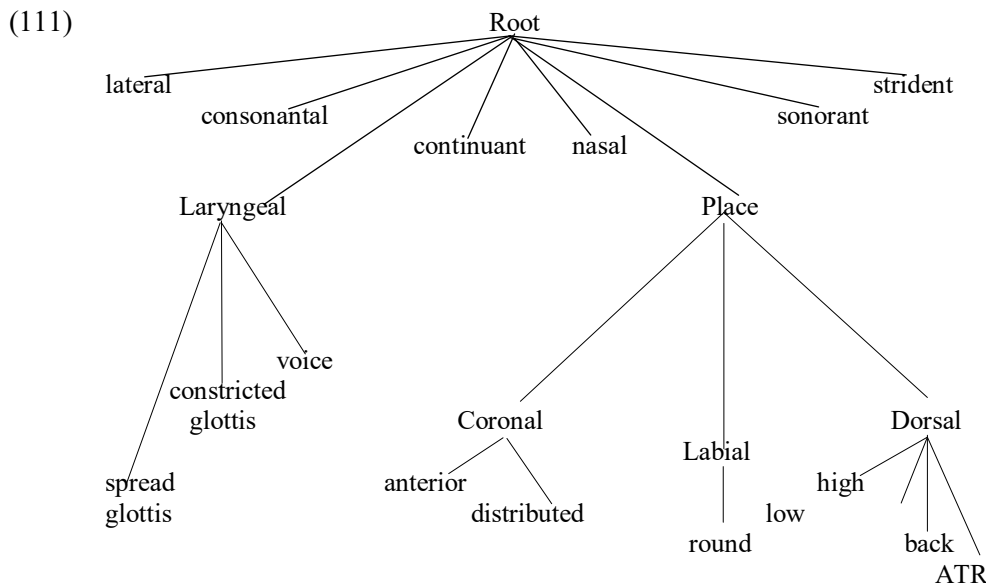 (111)
Root
lateral
strident
consonantal
sonorant
continuant
nasal
Laryngeal
Place
voice
constricted
glottis
Coronal
Dorsal
Labial
spread
glottis
anterior
high
distributed
low
round
back
ATR